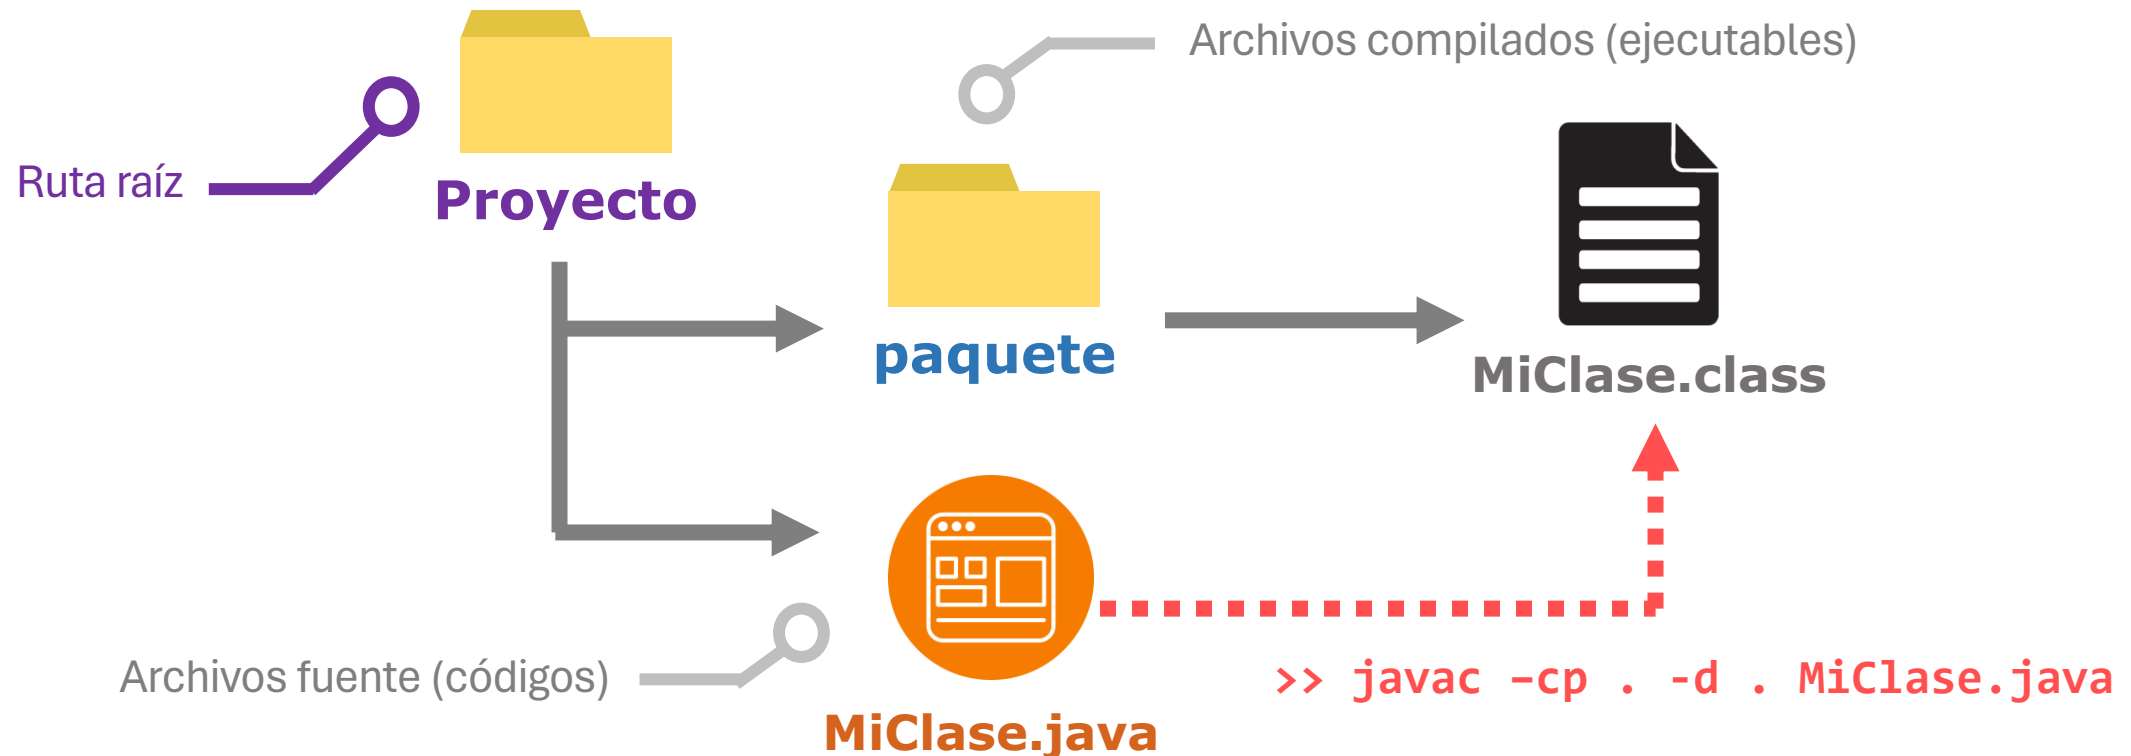 Archivos compilados (ejecutables)
Ruta raíz
Proyecto
paquete
MiClase.class
Archivos fuente (códigos)
>> javac –cp . -d . MiClase.java
MiClase.java